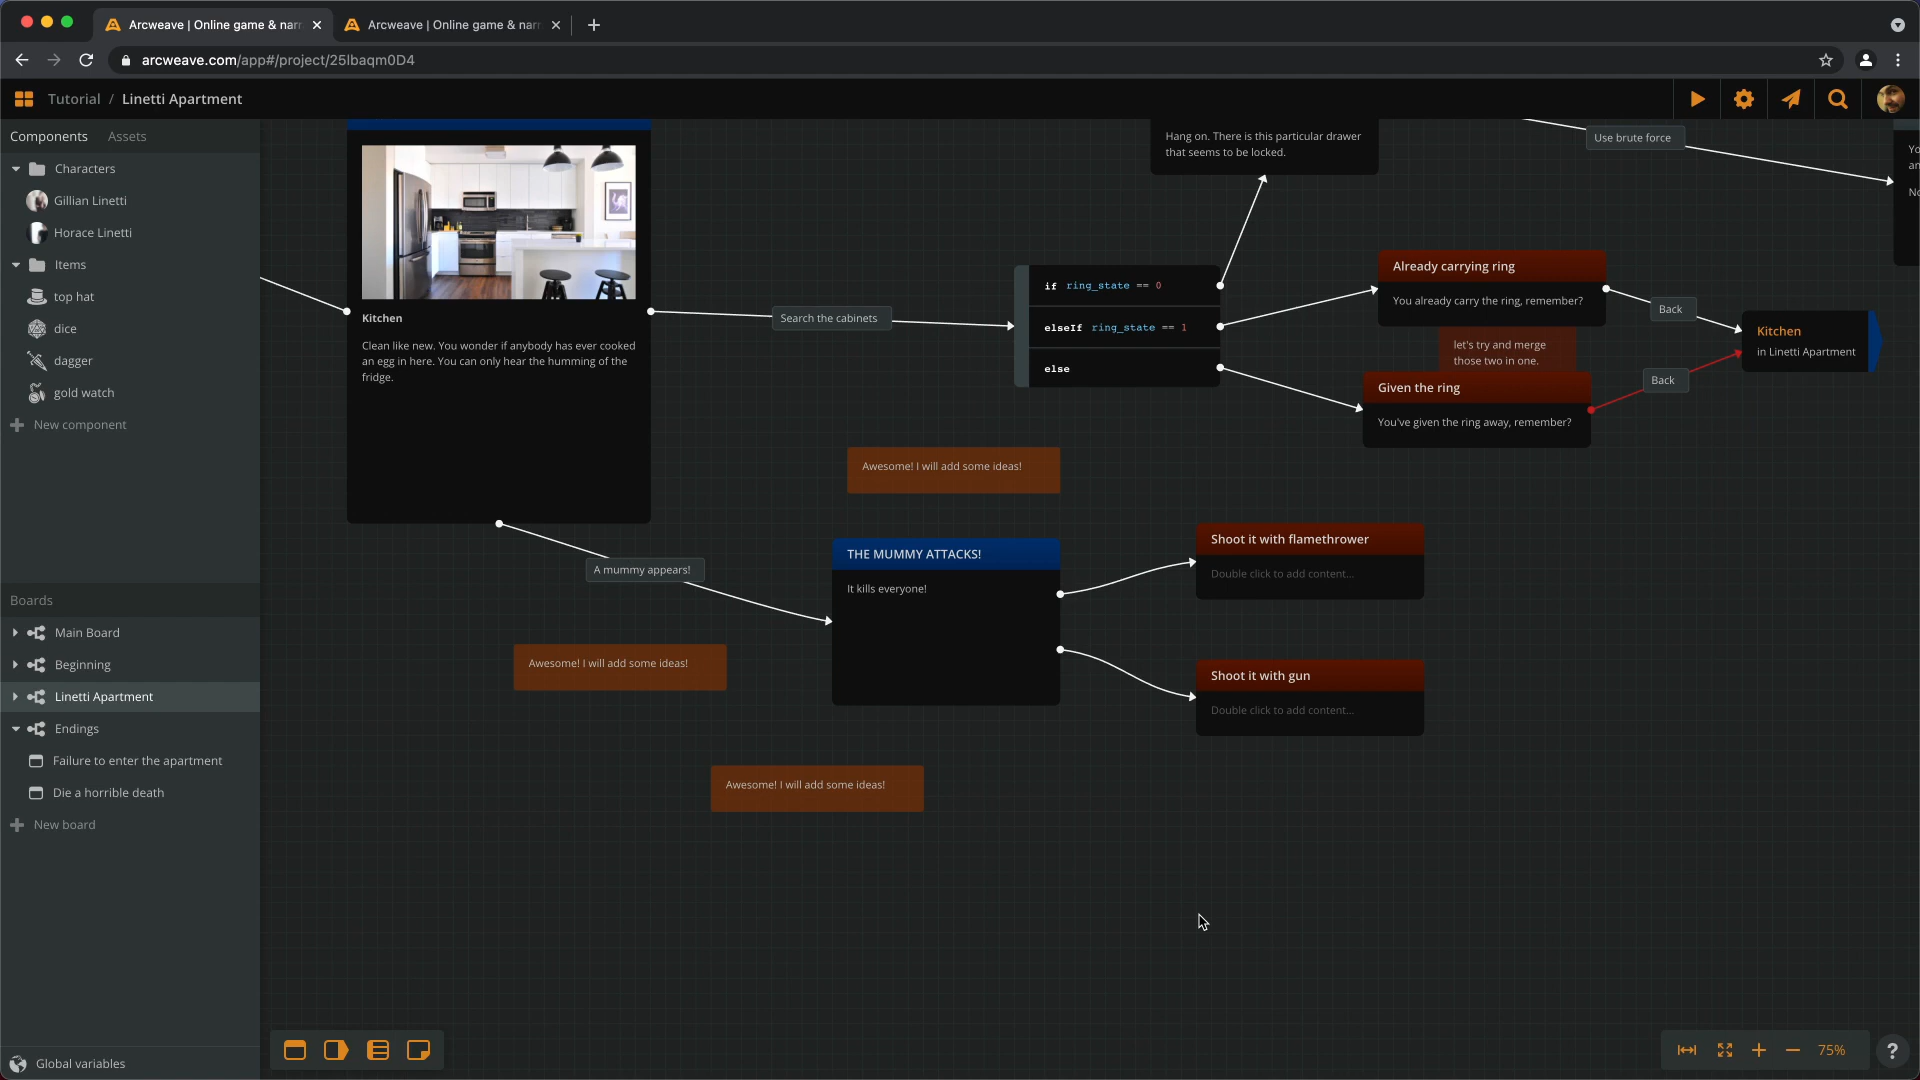 Arcweave | Online game & narr
Arcweave | Online game & narr
arcweave.com/app#/project/25lbaqm0D4
Tutorial / Linetti Apartment
Components
Assets
Characters
Gillian Linetti
Horace Linetti
Items
top hat
dice
dagger
gold watch
New component
Boards
Main Board
Beginning
Linetti Apartment
Endings
Failure to enter the apartment
Die a horrible death
New board
Global variables
Kitchen
Clean like new. You wonder if anybody has ever cooked
an egg in here. You can only hear the humming of the
fridge.
Search the cabinets
Hang on. There is this particular drawer
that seems to be locked.
Use brute force
Yo
an
No
if ring_state == 0
elseIf ring_state == 1
else
Already carrying ring
You already carry the ring, remember?
let's try and merge
those two in one.
Given the ring
You've given the ring away, remember?
Back
Back
Kitchen
in Linetti Apartment
Awesome! I will add some ideas!
A mummy appears!
THE MUMMY ATTACKS!
It kills everyone!
Shoot it with flamethrower
Double click to add content...
Shoot it with gun
Double click to add content...
Awesome! I will add some ideas!
Awesome! I will add some ideas!
75%
?